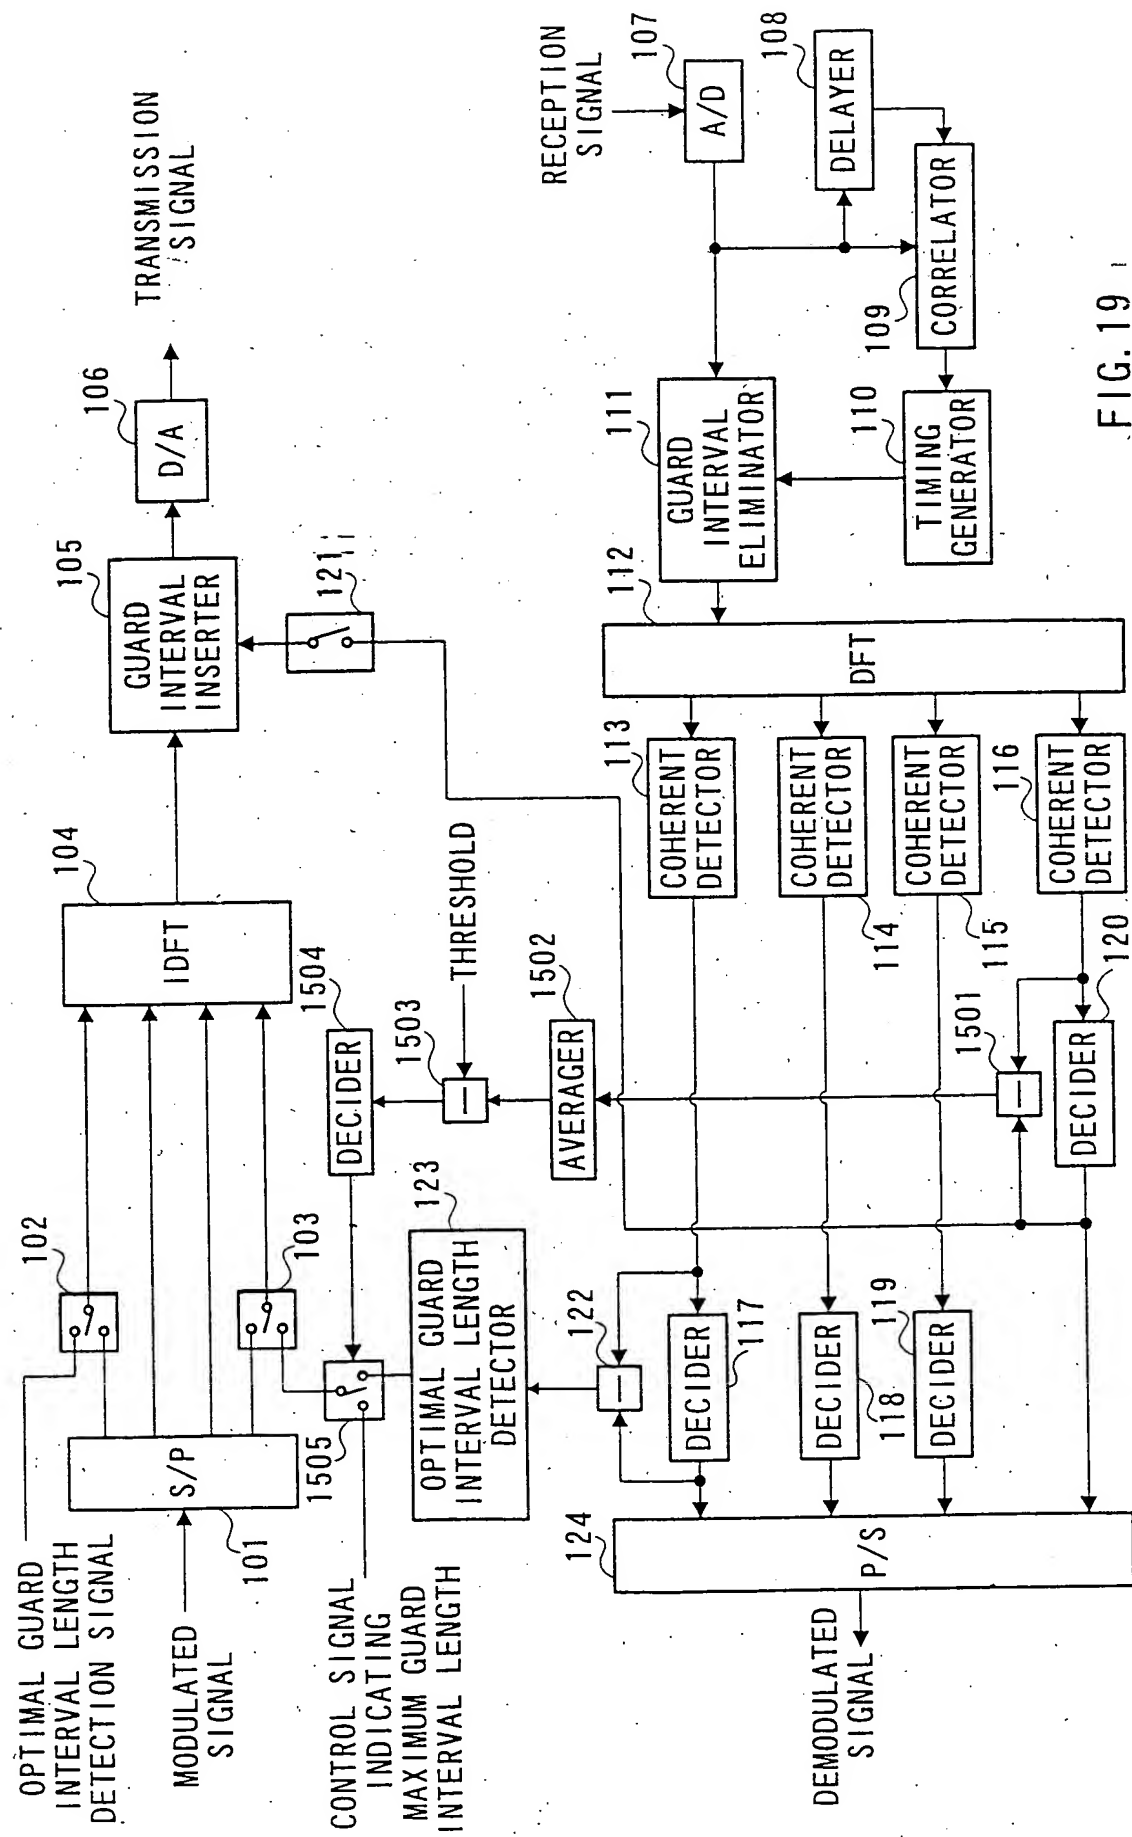 OPTIMAL GUARD
INTERVAL LENGTH
DETECTION SIGNAL
MODULATED
SIGNAL
101
S/P
102
103
CONTROL SIGNAL
INDICATING
MAXIMUM GUARD
INTERVAL LENGTH
1505
104
IDFT
105
GUARD
INTERVAL
INSERTER
106
D/A
TRANSMISSION
SIGNAL
121
123
OPTIMAL GUARD
INTERVAL LENGTH
DETECTOR
1504
DECIDER
1503
THRESHOLD
1502
AVERAGER
1501
122
RECEPTION
SIGNAL
107
A/D
108
DELAYER
109
CORRELATOR
110
TIMING
GENERATOR
111
GUARD
INTERVAL
ELIMINATOR
112
DFT
113
COHERENT
DETECTOR
114
COHERENT
DETECTOR
115
COHERENT
DETECTOR
116
COHERENT
DETECTOR
117
DECIDER
118
DECIDER
119
DECIDER
120
DECIDER
124
P/S
DEMODULATED
SIGNAL
FIG.19